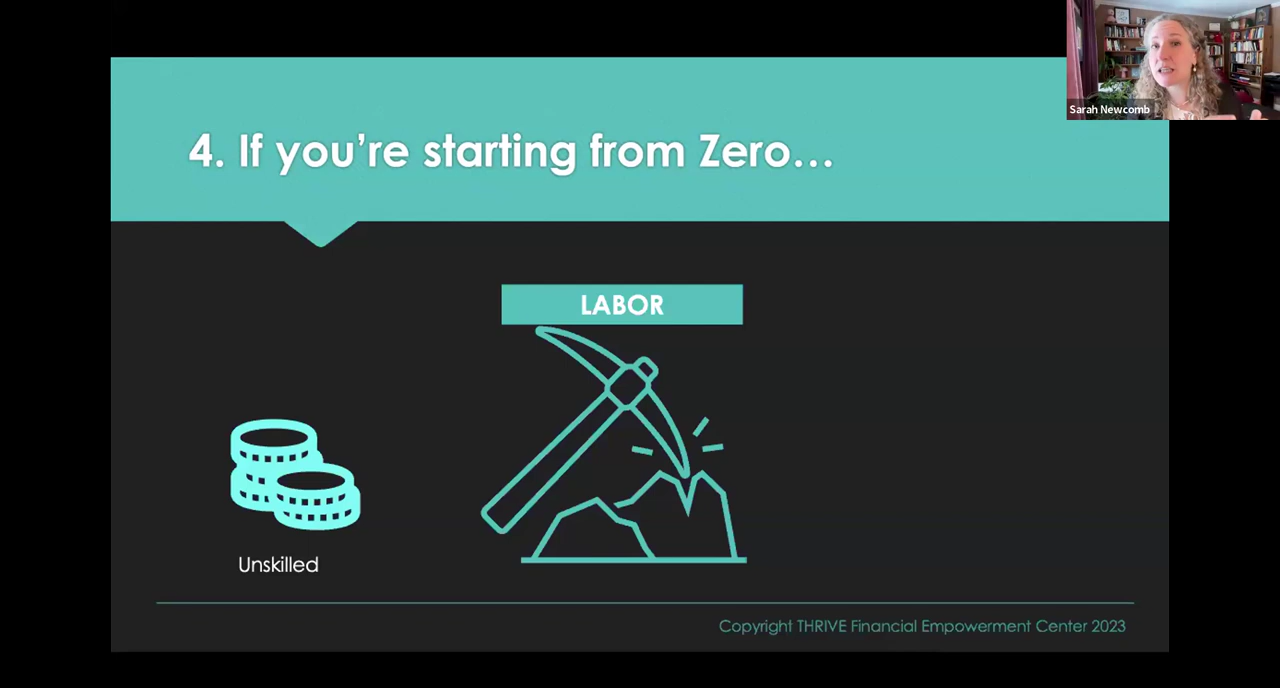 Sarah Newcomb
4. If you’re starting from Zero…
LABOR
Unskilled
Copyright THRIVE Financial Empowerment Center 2023